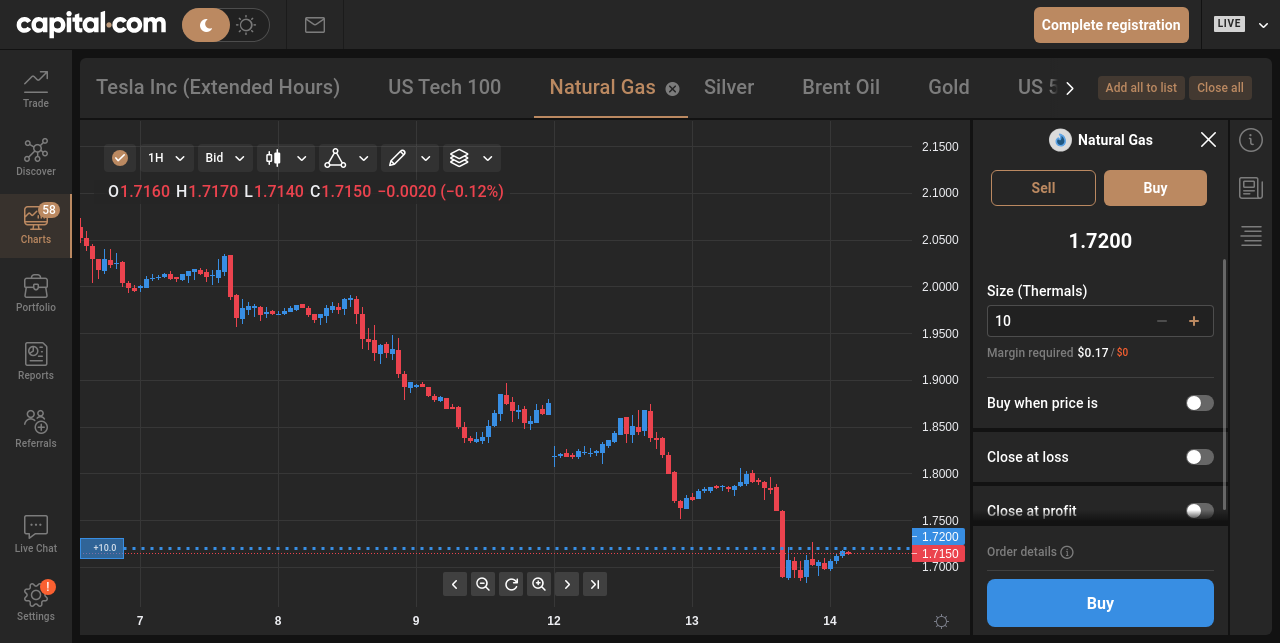 capital.com
Complete registration
LIVE
Trade
Discover
58
Charts
Portfolio
Reports
Referrals
Live Chat
!
Settings
Tesla Inc (Extended Hours)
US Tech 100
Natural Gas
Silver
Brent Oil
Gold
US 5
Add all to list
Close all
1H
Bid
O1.7160 H1.7170 L1.7140 C1.7150 −0.0020 (−0.12%)
2.1500
2.1000
2.0500
2.0000
1.9500
1.9000
1.8500
1.8000
1.7500
1.7200
1.7150
1.7000
+10.0
7
8
9
12
13
14
Natural Gas
Sell
Buy
1.7200
Size (Thermals)
10
Margin required $0.17 / $0
Buy when price is
Close at loss
Close at profit
Order details
Buy